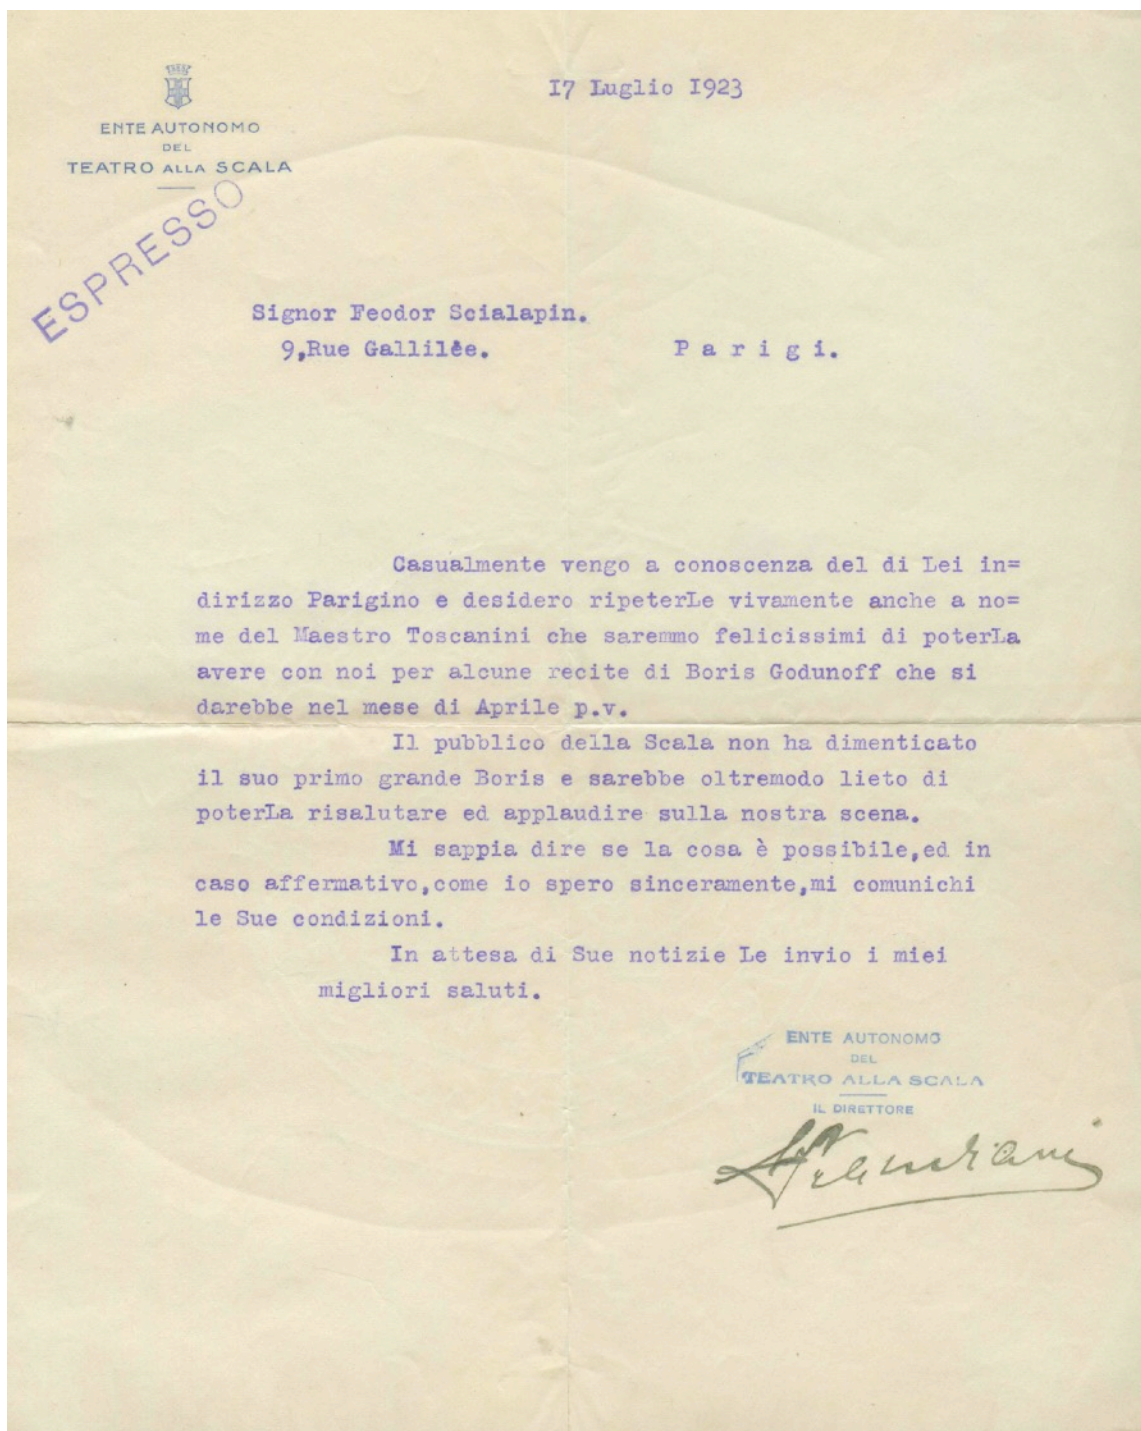 17 Luglio 1923
ENTE AUTONOMO
DEL
TEATRO ALLA SCALA
ESPRESSO
Signor Feodor Scialapin.
9,Rue Gallilèe.
Parigi.
Casualmente vengo a conoscenza del di Lei in=
dirizzo Parigino e desidero ripeterLe vivamente anche a no=
me del Maestro Toscanini che saremmo felicissimi di poterLa
avere con noi per alcune recite di Boris Godunoff che si
darebbe nel mese di Aprile p.v.
Il pubblico della Scala non ha dimenticato
il suo primo grande Boris e sarebbe oltremodo lieto di
poterLa risalutare ed applaudire sulla nostra scena.
Mi sappia dire se la cosa è possibile,ed in
caso affermativo,come io spero sinceramente,mi comunichi
le Sue condizioni.
In attesa di Sue notizie Le invio i miei
migliori saluti.
ENTE AUTONOMO
DEL
TEATRO ALLA SCALA
IL DIRETTORE